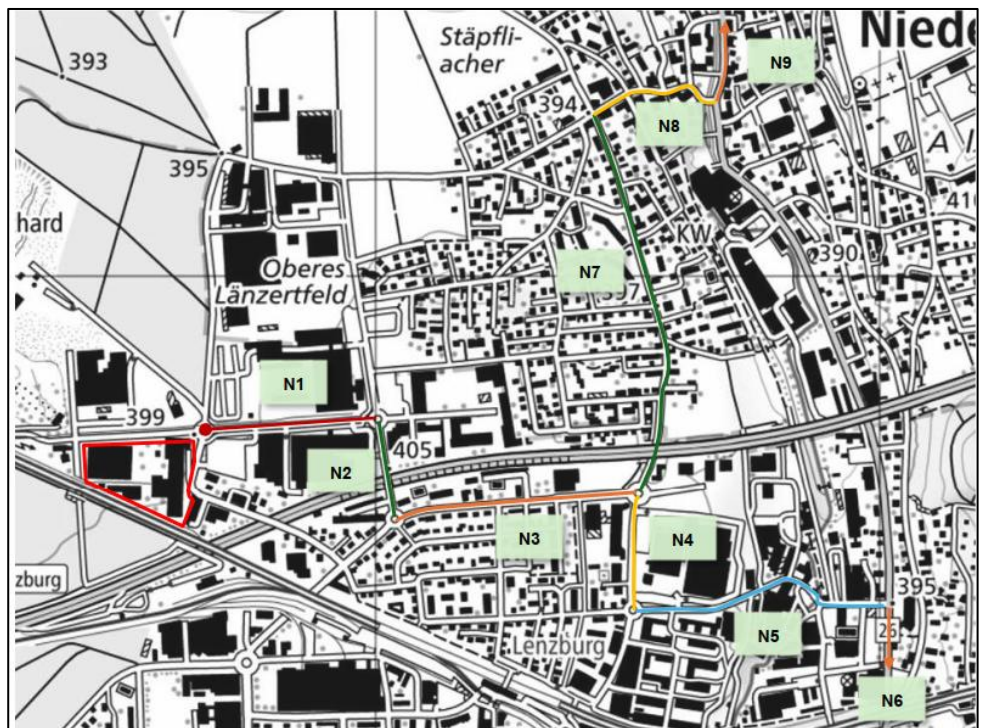 Niede
Stäpfli-
acher
N9
393
394
N8
A
395
hard
KW
Oberes
Länzertfeld
N7
390
N1
399
405
N2
N3
N4
zburg
395
Lenzburg
N5
26
N6